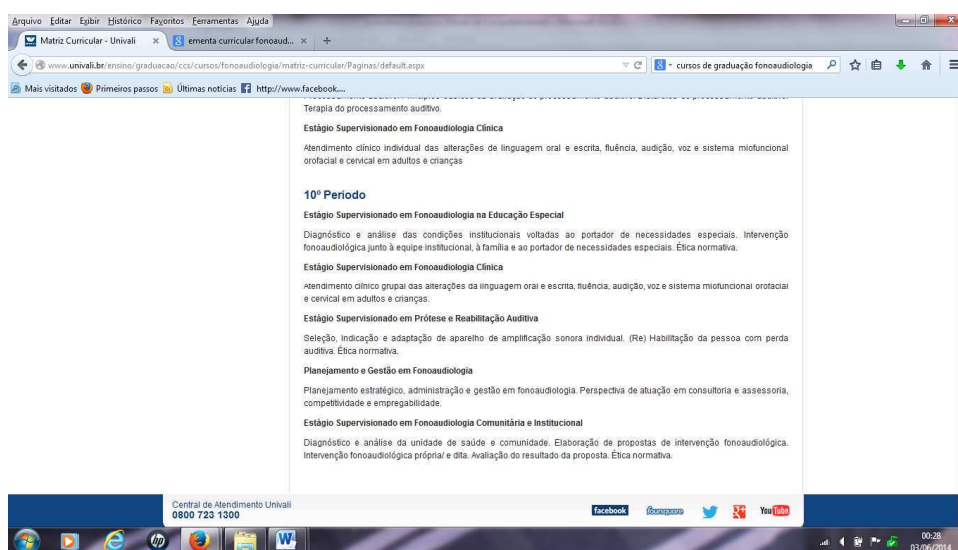 Arquivo Editar Exibir Histórico Favoritos Ferramentas Ajuda
Matriz Curricular - Univali × ementa curricular fonoaud... × +
www.univali.br/ensino/graduacao/ccs/cursos/fonoaudiologia/matriz-curricular/Paginas/default.aspx
cursos de graduação fonoaudiologia
Mais visitados Primeiros passos Últimas notícias http://www.facebook....
Terapia do processamento auditivo.
Estágio Supervisionado em Fonoaudiologia Clínica
Atendimento clínico individual das alterações de linguagem oral e escrita, fluência, audição, voz e sistema miofuncional
orofacial e cervical em adultos e crianças
10º Período
Estágio Supervisionado em Fonoaudiologia na Educação Especial
Diagnóstico e análise das condições institucionais voltadas ao portador de necessidades especiais. Intervenção
fonoaudiológica junto à equipe institucional, à família e ao portador de necessidades especiais. Ética normativa.
Estágio Supervisionado em Fonoaudiologia Clínica
Atendimento clínico grupal das alterações da linguagem oral e escrita, fluência, audição, voz e sistema miofuncional orofacial
e cervical em adultos e crianças.
Estágio Supervisionado em Prótese e Reabilitação Auditiva
Seleção, indicação e adaptação de aparelho de amplificação sonora individual. (Re) Habilitação da pessoa com perda
auditiva. Ética normativa.
Planejamento e Gestão em Fonoaudiologia
Planejamento estratégico, administração e gestão em fonoaudiologia. Perspectiva de atuação em consultoria e assessoria,
competitividade e empregabilidade.
Estágio Supervisionado em Fonoaudiologia Comunitária e Institucional
Diagnóstico e análise da unidade de saúde e comunidade. Elaboração de propostas de intervenção fonoaudiológica.
Intervenção fonoaudiológica própria/ e dita. Avaliação do resultado da proposta. Ética normativa.
Central de Atendimento Univali
0800 723 1300
facebook foursquare YouTube
00:28
03/06/2014